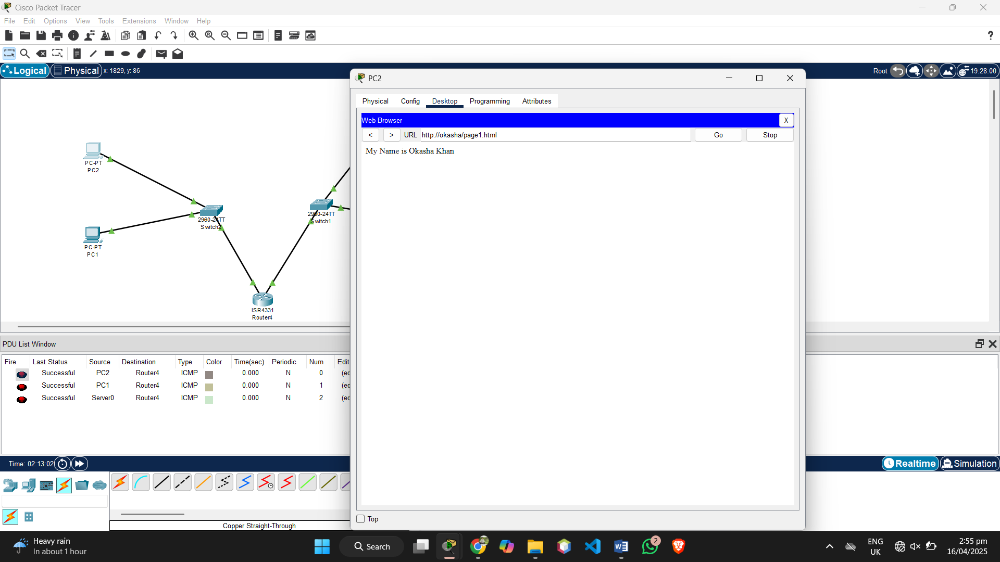 Cisco Packet Tracer
File Edit Options View Tools Extensions Window Help
Logical Physical x: 1829, y: 86
Root 19:28:00
PC-PT
PC2
PC-PT
PC1
2960-24TT
Switch2
2960-24TT
Switch1
ISR4331
Router4
PC2
Physical Config Desktop Programming Attributes
Web Browser X
< > URL http://okasha/page1.html Go Stop
My Name is Okasha Khan
Top
PDU List Window
Fire Last Status Source Destination Type Color Time(sec) Periodic Num Edit
Successful PC2 Router4 ICMP 0.000 N 0 (ed
Successful PC1 Router4 ICMP 0.000 N 1 (ed
Successful Server0 Router4 ICMP 0.000 N 2 (ed
Time: 02:13:02
Realtime Simulation
Copper Straight-Through
Heavy rain
In about 1 hour
Search
2
ENG
UK
2:55 pm
16/04/2025